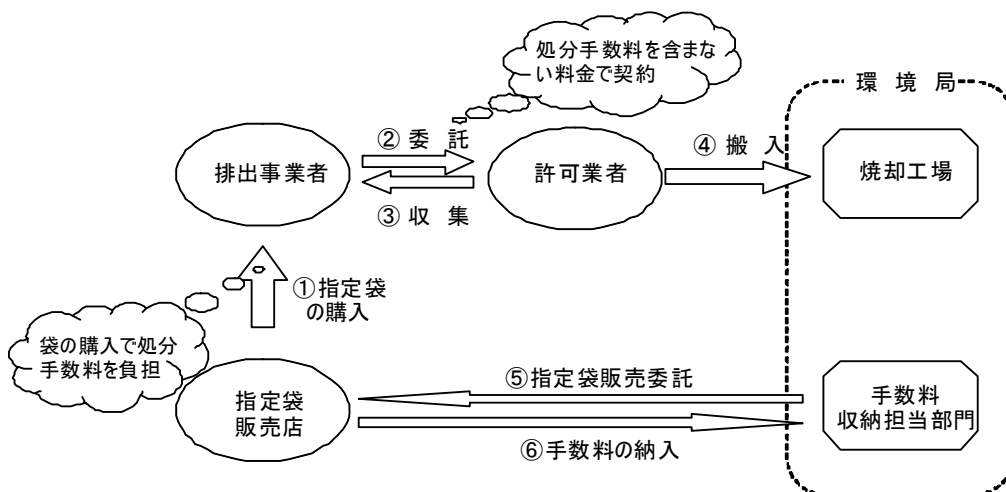 処分手数料を含まな
い料金で契約
環 境 局
② 委 託
④ 搬 入
排出事業者
許可業者
焼却工場
③ 収 集
①指定袋
の購入
袋の購入で処分
手数料を負担
⑤指定袋販売委託
指定袋
販売店
手数料
収納担当部門
⑥手数料の納入